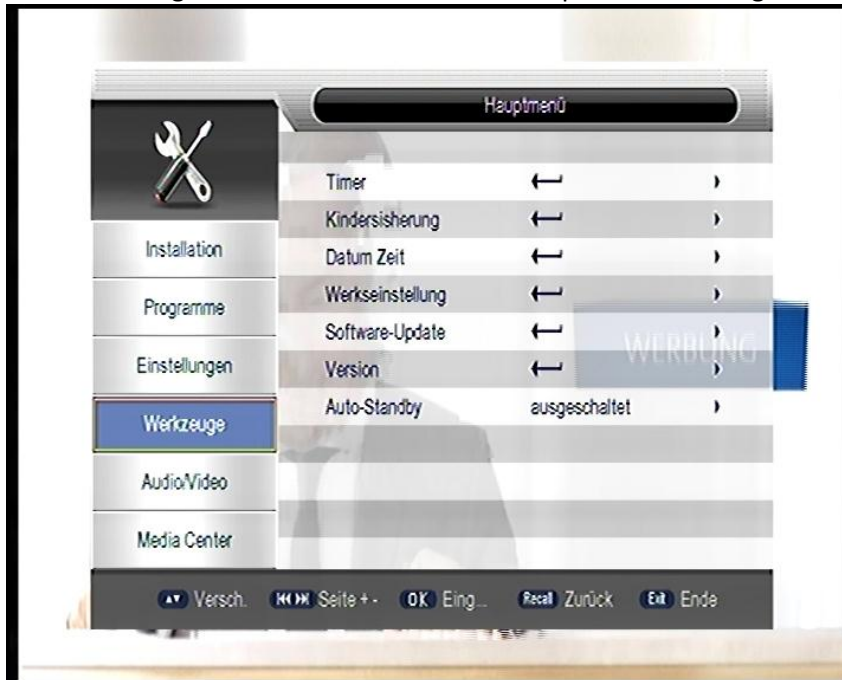 Hauptmenü
Timer
Kindersisherung
Datum Zeit
Werkseinstellung
Software-Update
Version
Auto-Standby ausgeschaltet
Installation
Programme
Einstellungen
Werkzeuge
Audio/Video
Media Center
WERBUNG
Versch. Seite + - OK Eing... Recall Zurück Exit Ende